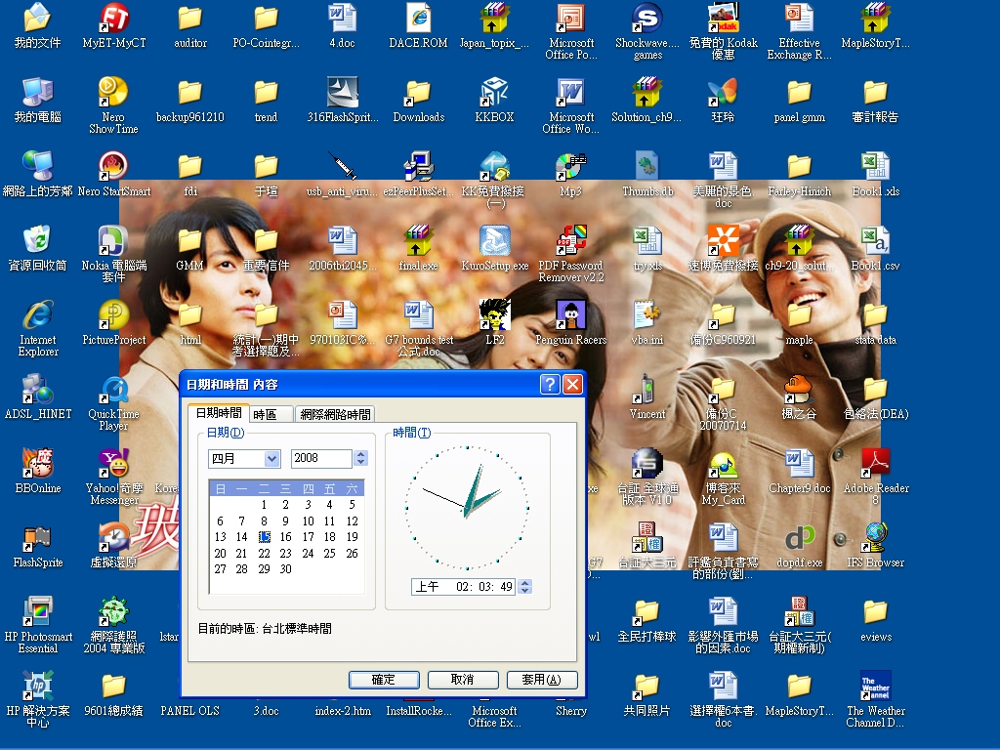 我的文件
MyET-MyCT
auditor
PO-Cointegr...
4.doc
DACE.ROM
Japan_topix_...
Microsoft
Office Po...
Shockwave....
games
免費的 Kodak
優惠
Effective
Exchange R...
MapleStoryT...
我的電腦
Nero
ShowTime
backup961210
trend
316FlashSprit...
Downloads
KKBOX
Microsoft
Office Wo...
Solution_ch9...
玨玲
panel gmm
審計報告
網路上的芳鄰
Nero StartSmart
fdi
于瑄
usb_anti_viru...
ezPeerPlusSet...
KK免費撥接
(一)
Mp3
Thumbs.db
美麗的景色.
doc
Farley-Hinich
Book1.xls
資源回收筒
Nokia 電腦端
套件
GMM
重要信件
2006tbi2045...
final.exe
KuroSetup.exe
PDF Password
Remover v2.2
try.xls
速博免費撥接
ch9-20_solut...
Book1.csv
Internet
Explorer
PictureProject
html
統計(一)期中
考選擇題及...
970103IC%...
G7 bounds test
公式.doc
LF2
Penguin Racers
vba.ini
備份C960921
maple
stata data
ADSL_HINET
QuickTime
Player
Vincent
備份C
20070714
楓之谷
包絡法(DEA)
BBOnline
Yahoo!奇摩
Messenger
Kore
xe
台証 全球通
版本 V1.0
博客來
My_Card
Chapter9.doc
Adobe Reader
8
FlashSprite
虛擬還原
玻
G7
)...
台証大三元
評鑑負責書寫
的部份(劉...
dopdf.exe
IFS Browser
HP Photosmart
Essential
網際護照
2004 專業版
lstar
wl
全民打棒球
影響外匯市場
的因素.doc
台証大三元(
期權新制)
eviews
HP 解決方案
中心
9601總成績
PANEL OLS
3.doc
index-2.htm
InstallRocke...
Microsoft
Office Ex...
Sherry
共同照片
選擇權6本書.
doc
MapleStoryT...
The Weather
Channel
The Weather
Channel D...
日期和時間 內容
日期時間 時區 網際網路時間
日期(D)
時間(T)
四月 2008
日 一 二 三 四 五 六
1 2 3 4 5
6 7 8 9 10 11 12
13 14 15 16 17 18 19
20 21 22 23 24 25 26
27 28 29 30
上午 02: 03: 49
目前的時區: 台北標準時間
確定 取消 套用(A)